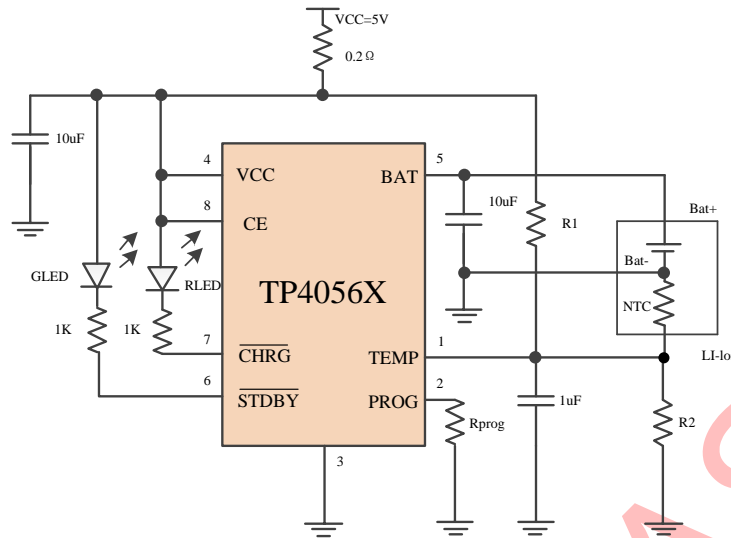 VCC=5V
0.2Ω
10uF
4
VCC
BAT
5
8
CE
10uF
R1
Bat+
Bat-
GLED
RLED
TP4056X
NTC
1K
1K
7
CHRG
TEMP
1
LI-lo
6
STDBY
PROG
2
Rprog
1uF
R2
3